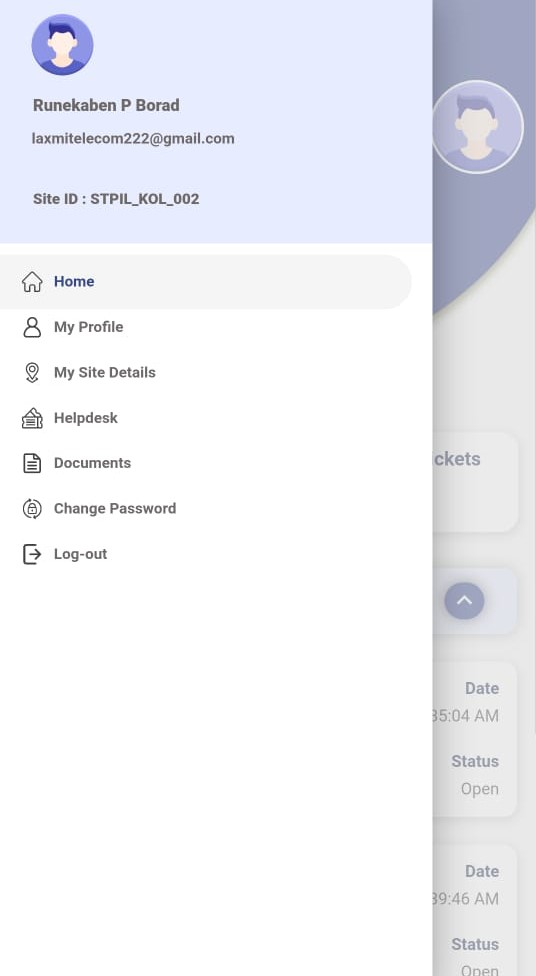 Runekaben P Borad
laxmitelecom222@gmail.com
Site ID : STPIL_KOL_002
Home
My Profile
My Site Details
Helpdesk
Documents
Change Password
Log-out
Date
35:04 AM
Status
Open
Date
39:46 AM
Status
Open